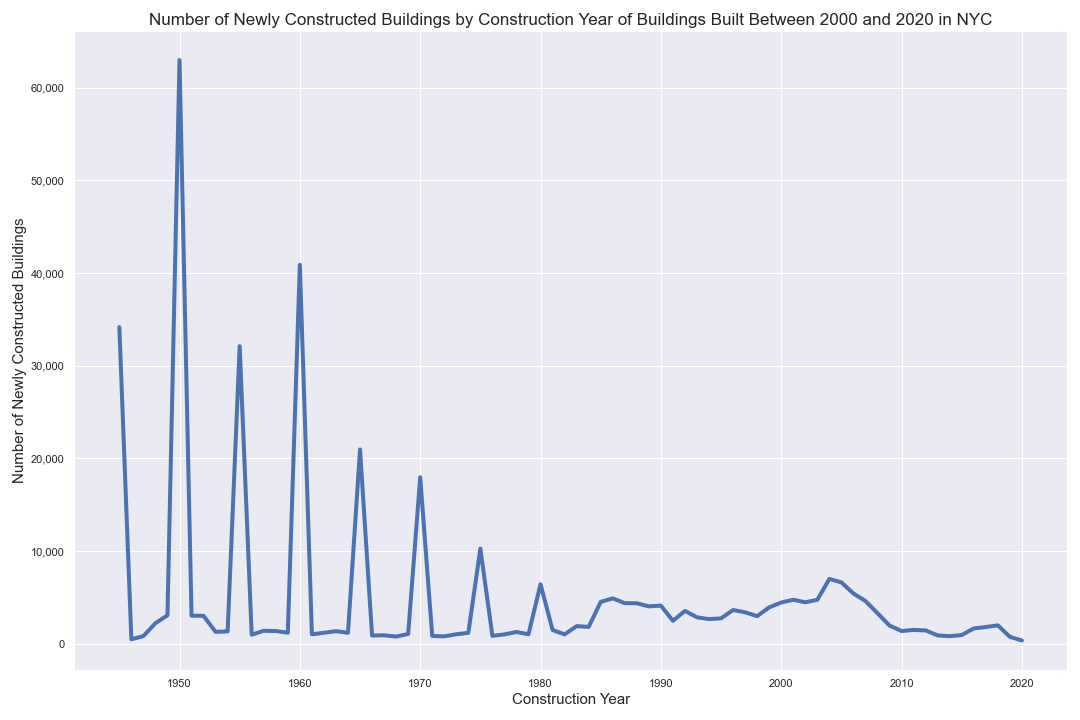 Number of Newly Constructed Buildings by Construction Year of Buildings Built Between 2000 and 2020 in NYC
Number of Newly Constructed Buildings
60,000
50,000
40,000
30,000
20,000
10,000
0
1950 1960 1970 1980 1990 2000 2010 2020
Construction Year